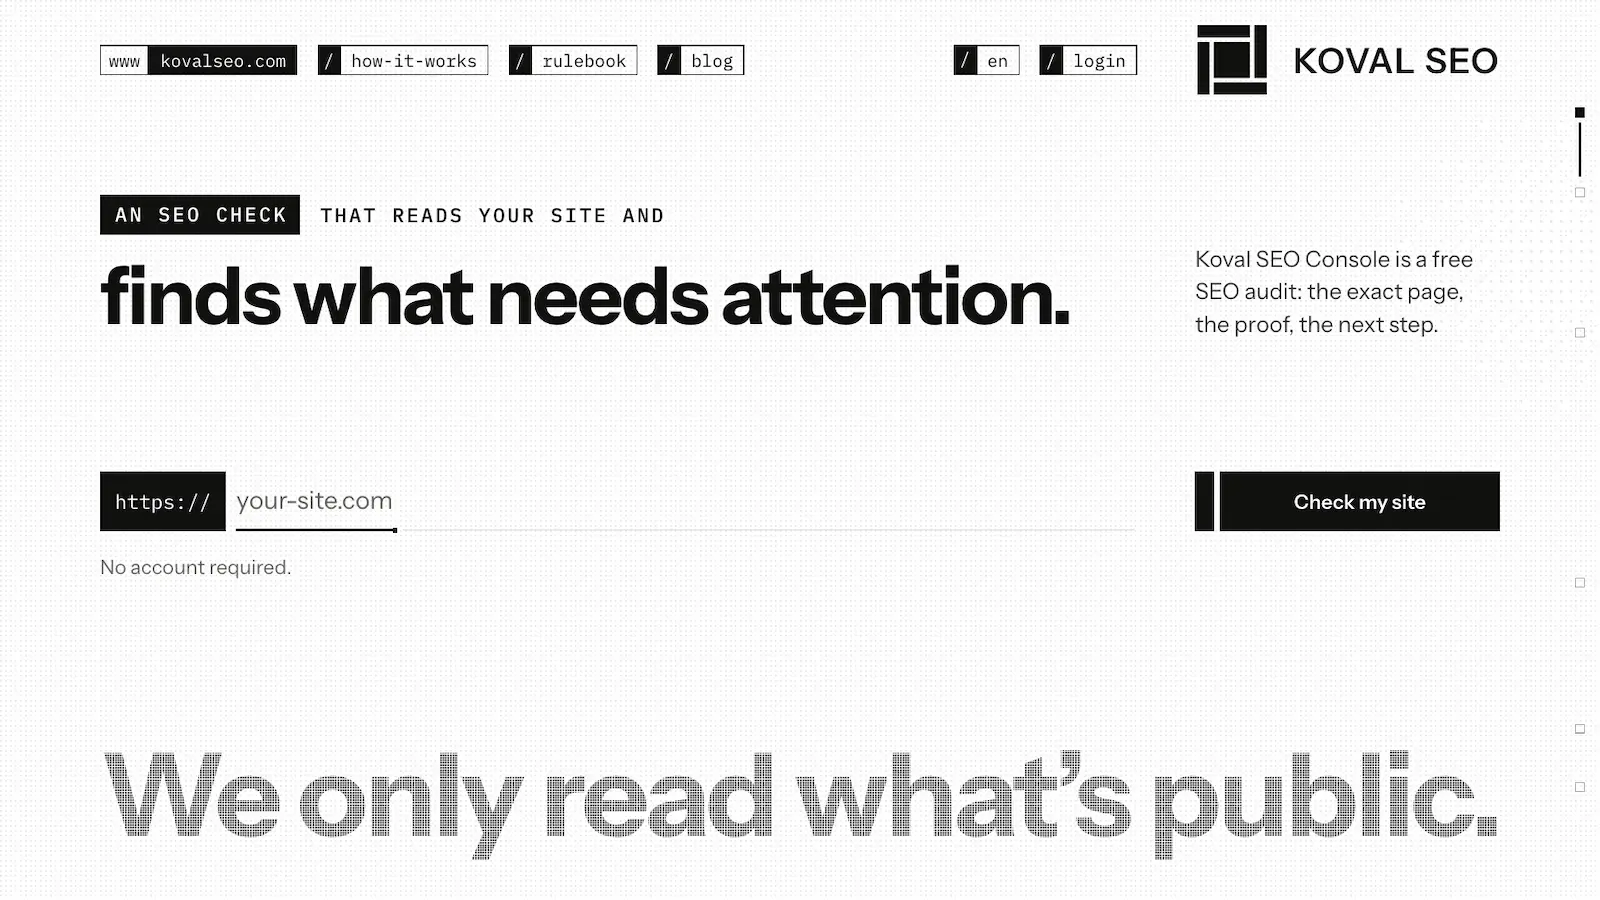 www kovalseo.com / how-it-works / rulebook / blog / en / login KOVAL SEO
AN SEO CHECK THAT READS YOUR SITE AND
finds what needs attention.
Koval SEO Console is a free
SEO audit: the exact page,
the proof, the next step.
https:// your-site.com
Check my site
No account required.
We only read what’s public.